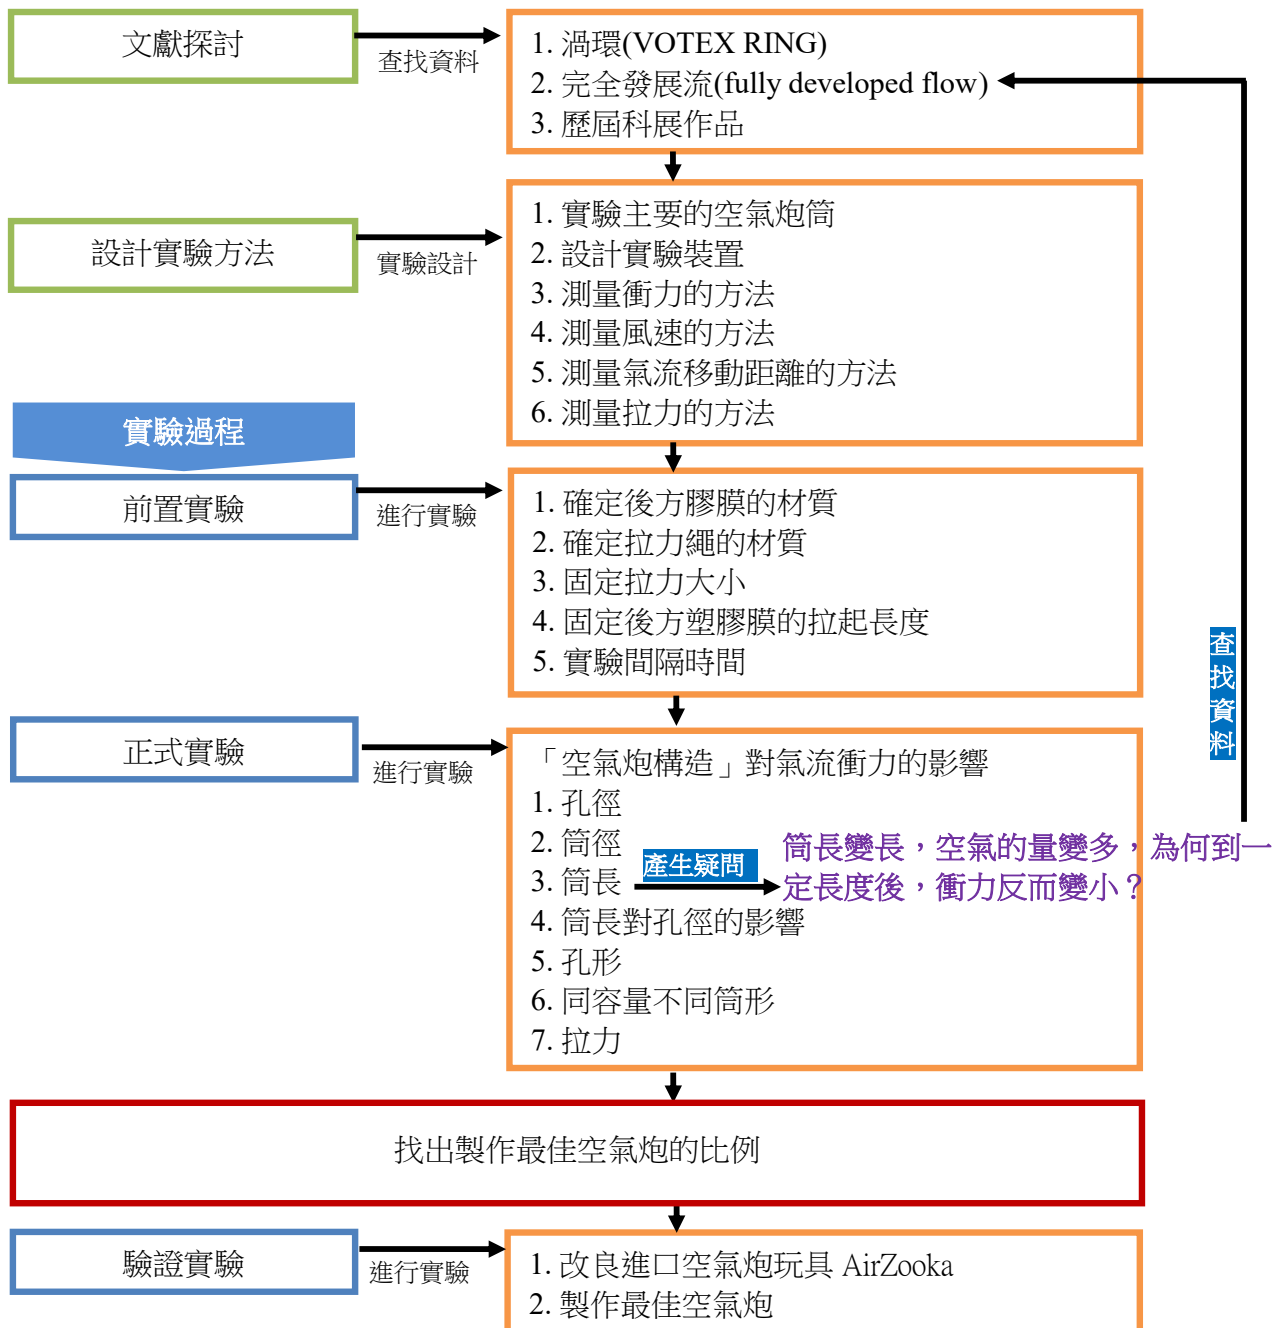 文獻探討
查找資料
1. 渦環(VOTEX RING)
2. 完全發展流(fully developed flow)
3. 歷屆科展作品
設計實驗方法
實驗設計
1. 實驗主要的空氣炮筒
2. 設計實驗裝置
3. 測量衝力的方法
4. 測量風速的方法
5. 測量氣流移動距離的方法
6. 測量拉力的方法
實驗過程
前置實驗
進行實驗
1. 確定後方膠膜的材質
2. 確定拉力繩的材質
3. 固定拉力大小
4. 固定後方塑膠膜的拉起長度
5. 實驗間隔時間
查找資料
正式實驗
進行實驗
「空氣炮構造」對氣流衝力的影響
1. 孔徑
2. 筒徑
3. 筒長
產生疑問
筒長變長，空氣的量變多，為何到一
定長度後，衝力反而變小？
4. 筒長對孔徑的影響
5. 孔形
6. 同容量不同筒形
7. 拉力
找出製作最佳空氣炮的比例
驗證實驗
進行實驗
1. 改良進口空氣炮玩具 AirZooka
2. 製作最佳空氣炮